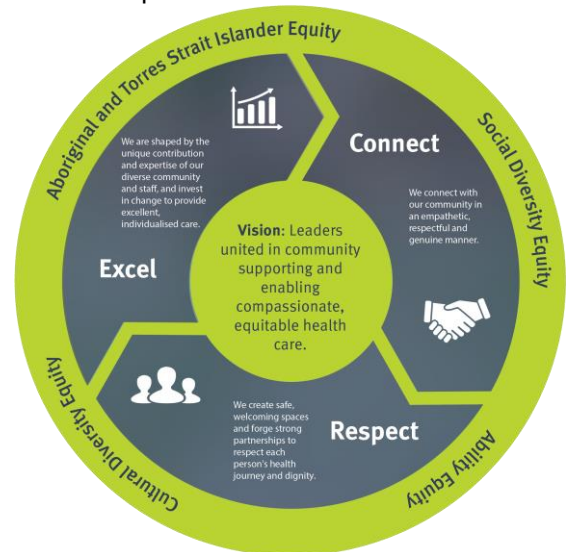 Aboriginal and Torres Strait Islander Equity
Social Diversity Equity
Ability Equity
Cultural Diversity Equity
Connect
We connect with
our community in
an empathetic,
respectful and
genuine manner.
Respect
We create safe,
welcoming spaces
and forge strong
partnerships to
respect each
person's health
journey and dignity.
Excel
We are shaped by the
unique contribution
and expertise of our
diverse community
and staff, and invest
in change to provide
excellent,
individualised care.
Vision: Leaders
united in community
supporting and
enabling
compassionate,
equitable health
care.